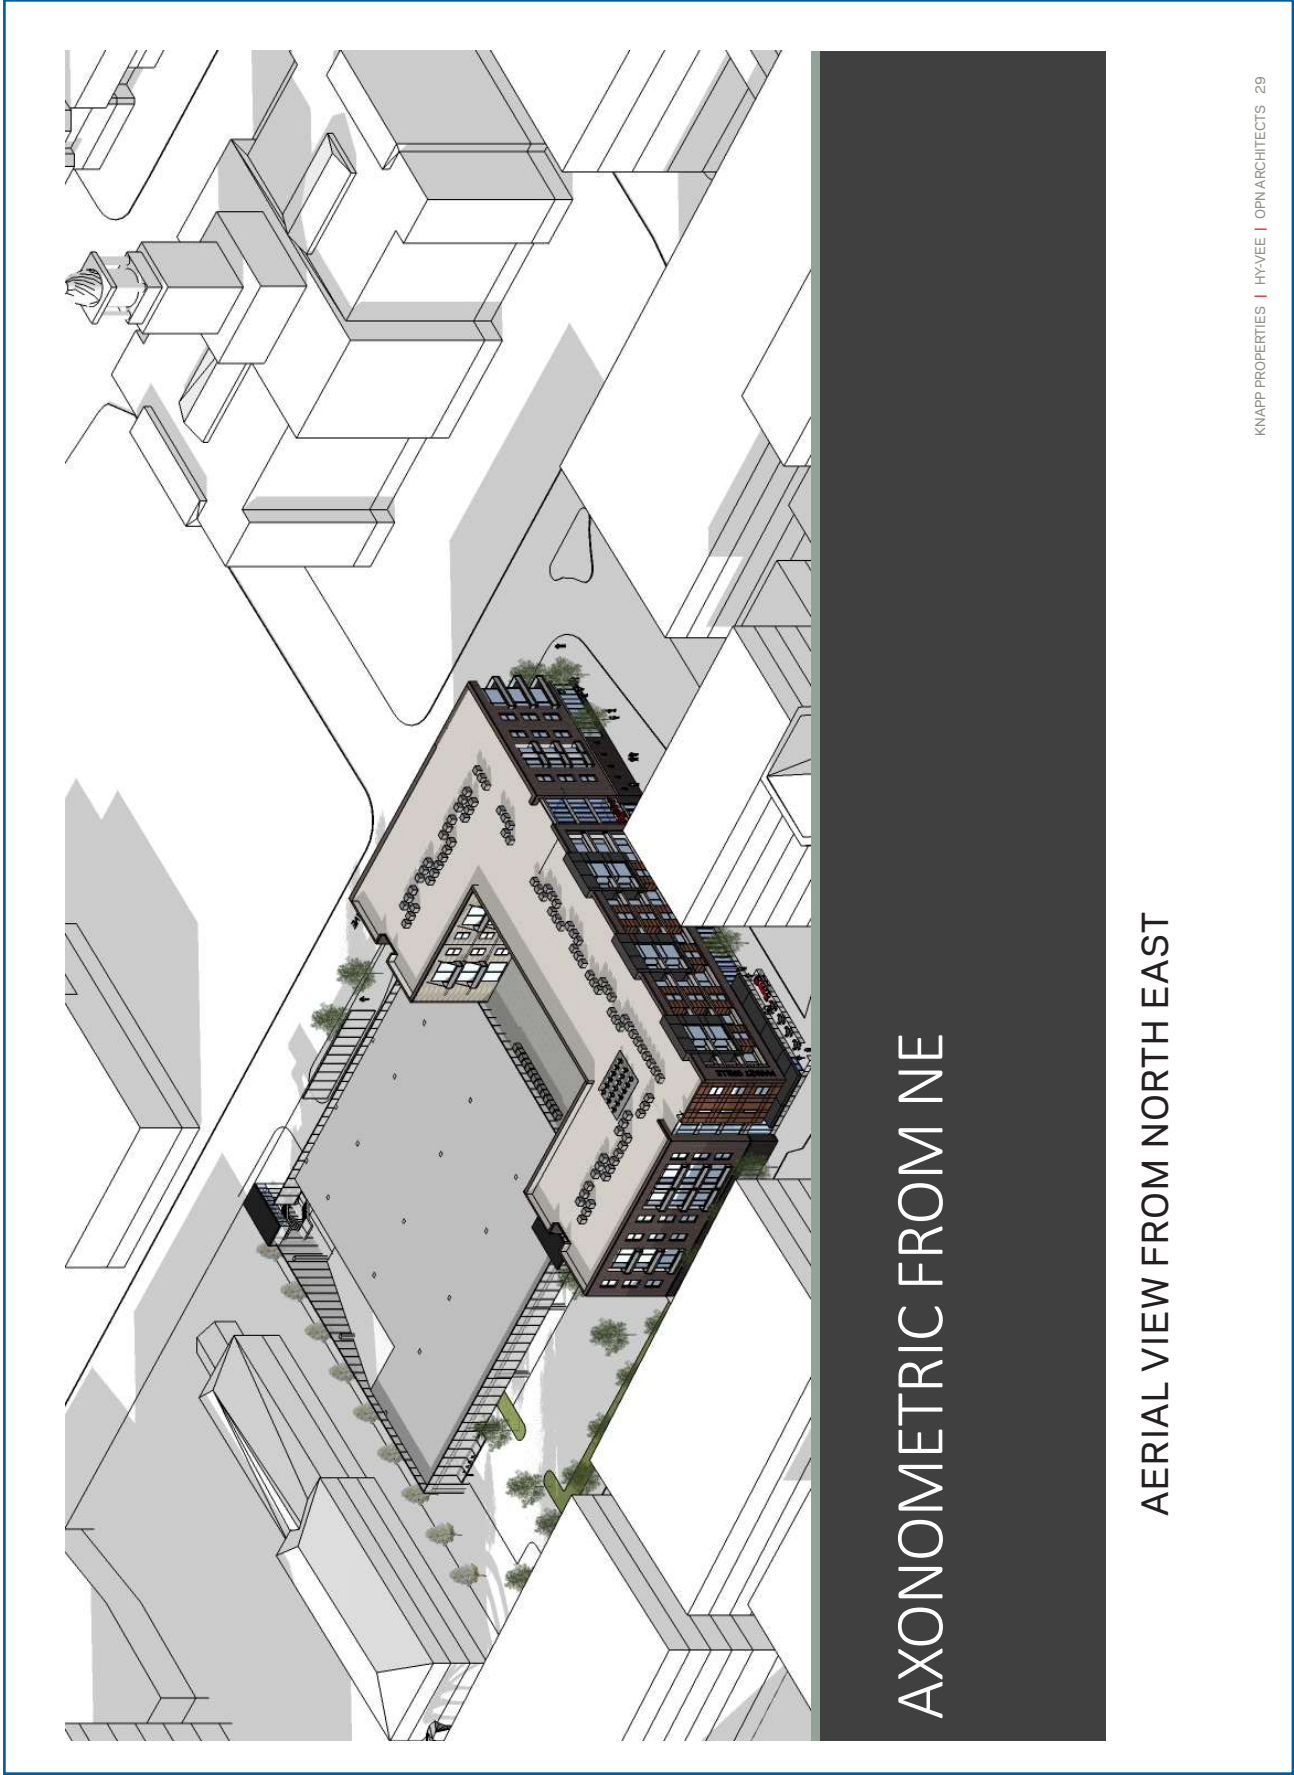 AXONOMETRIC FROM NE
AERIAL VIEW FROM NORTH EAST
KNAPP PROPERTIES | HY-VEE | OPN ARCHITECTS 29